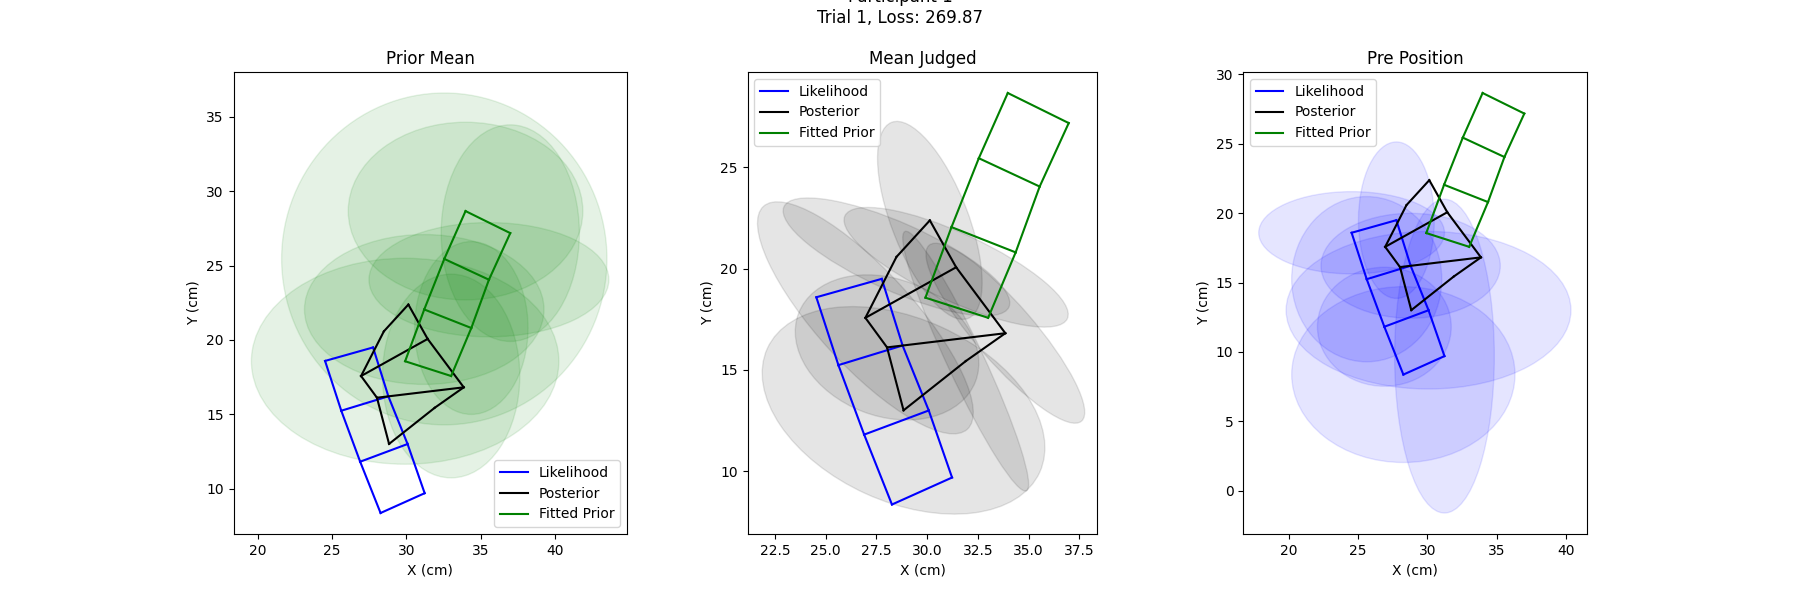 Participant 1
Trial 1, Loss: 269.87
Prior Mean
35
30
25
20
15
10
Y (cm)
20
25
30
35
40
X (cm)
Likelihood
Posterior
Fitted Prior
Mean Judged
Likelihood
Posterior
Fitted Prior
25
20
15
10
Y (cm)
22.5
25.0
27.5
30.0
32.5
35.0
37.5
X (cm)
Pre Position
Likelihood
Posterior
Fitted Prior
30
25
20
15
10
5
0
Y (cm)
20
25
30
35
40
X (cm)